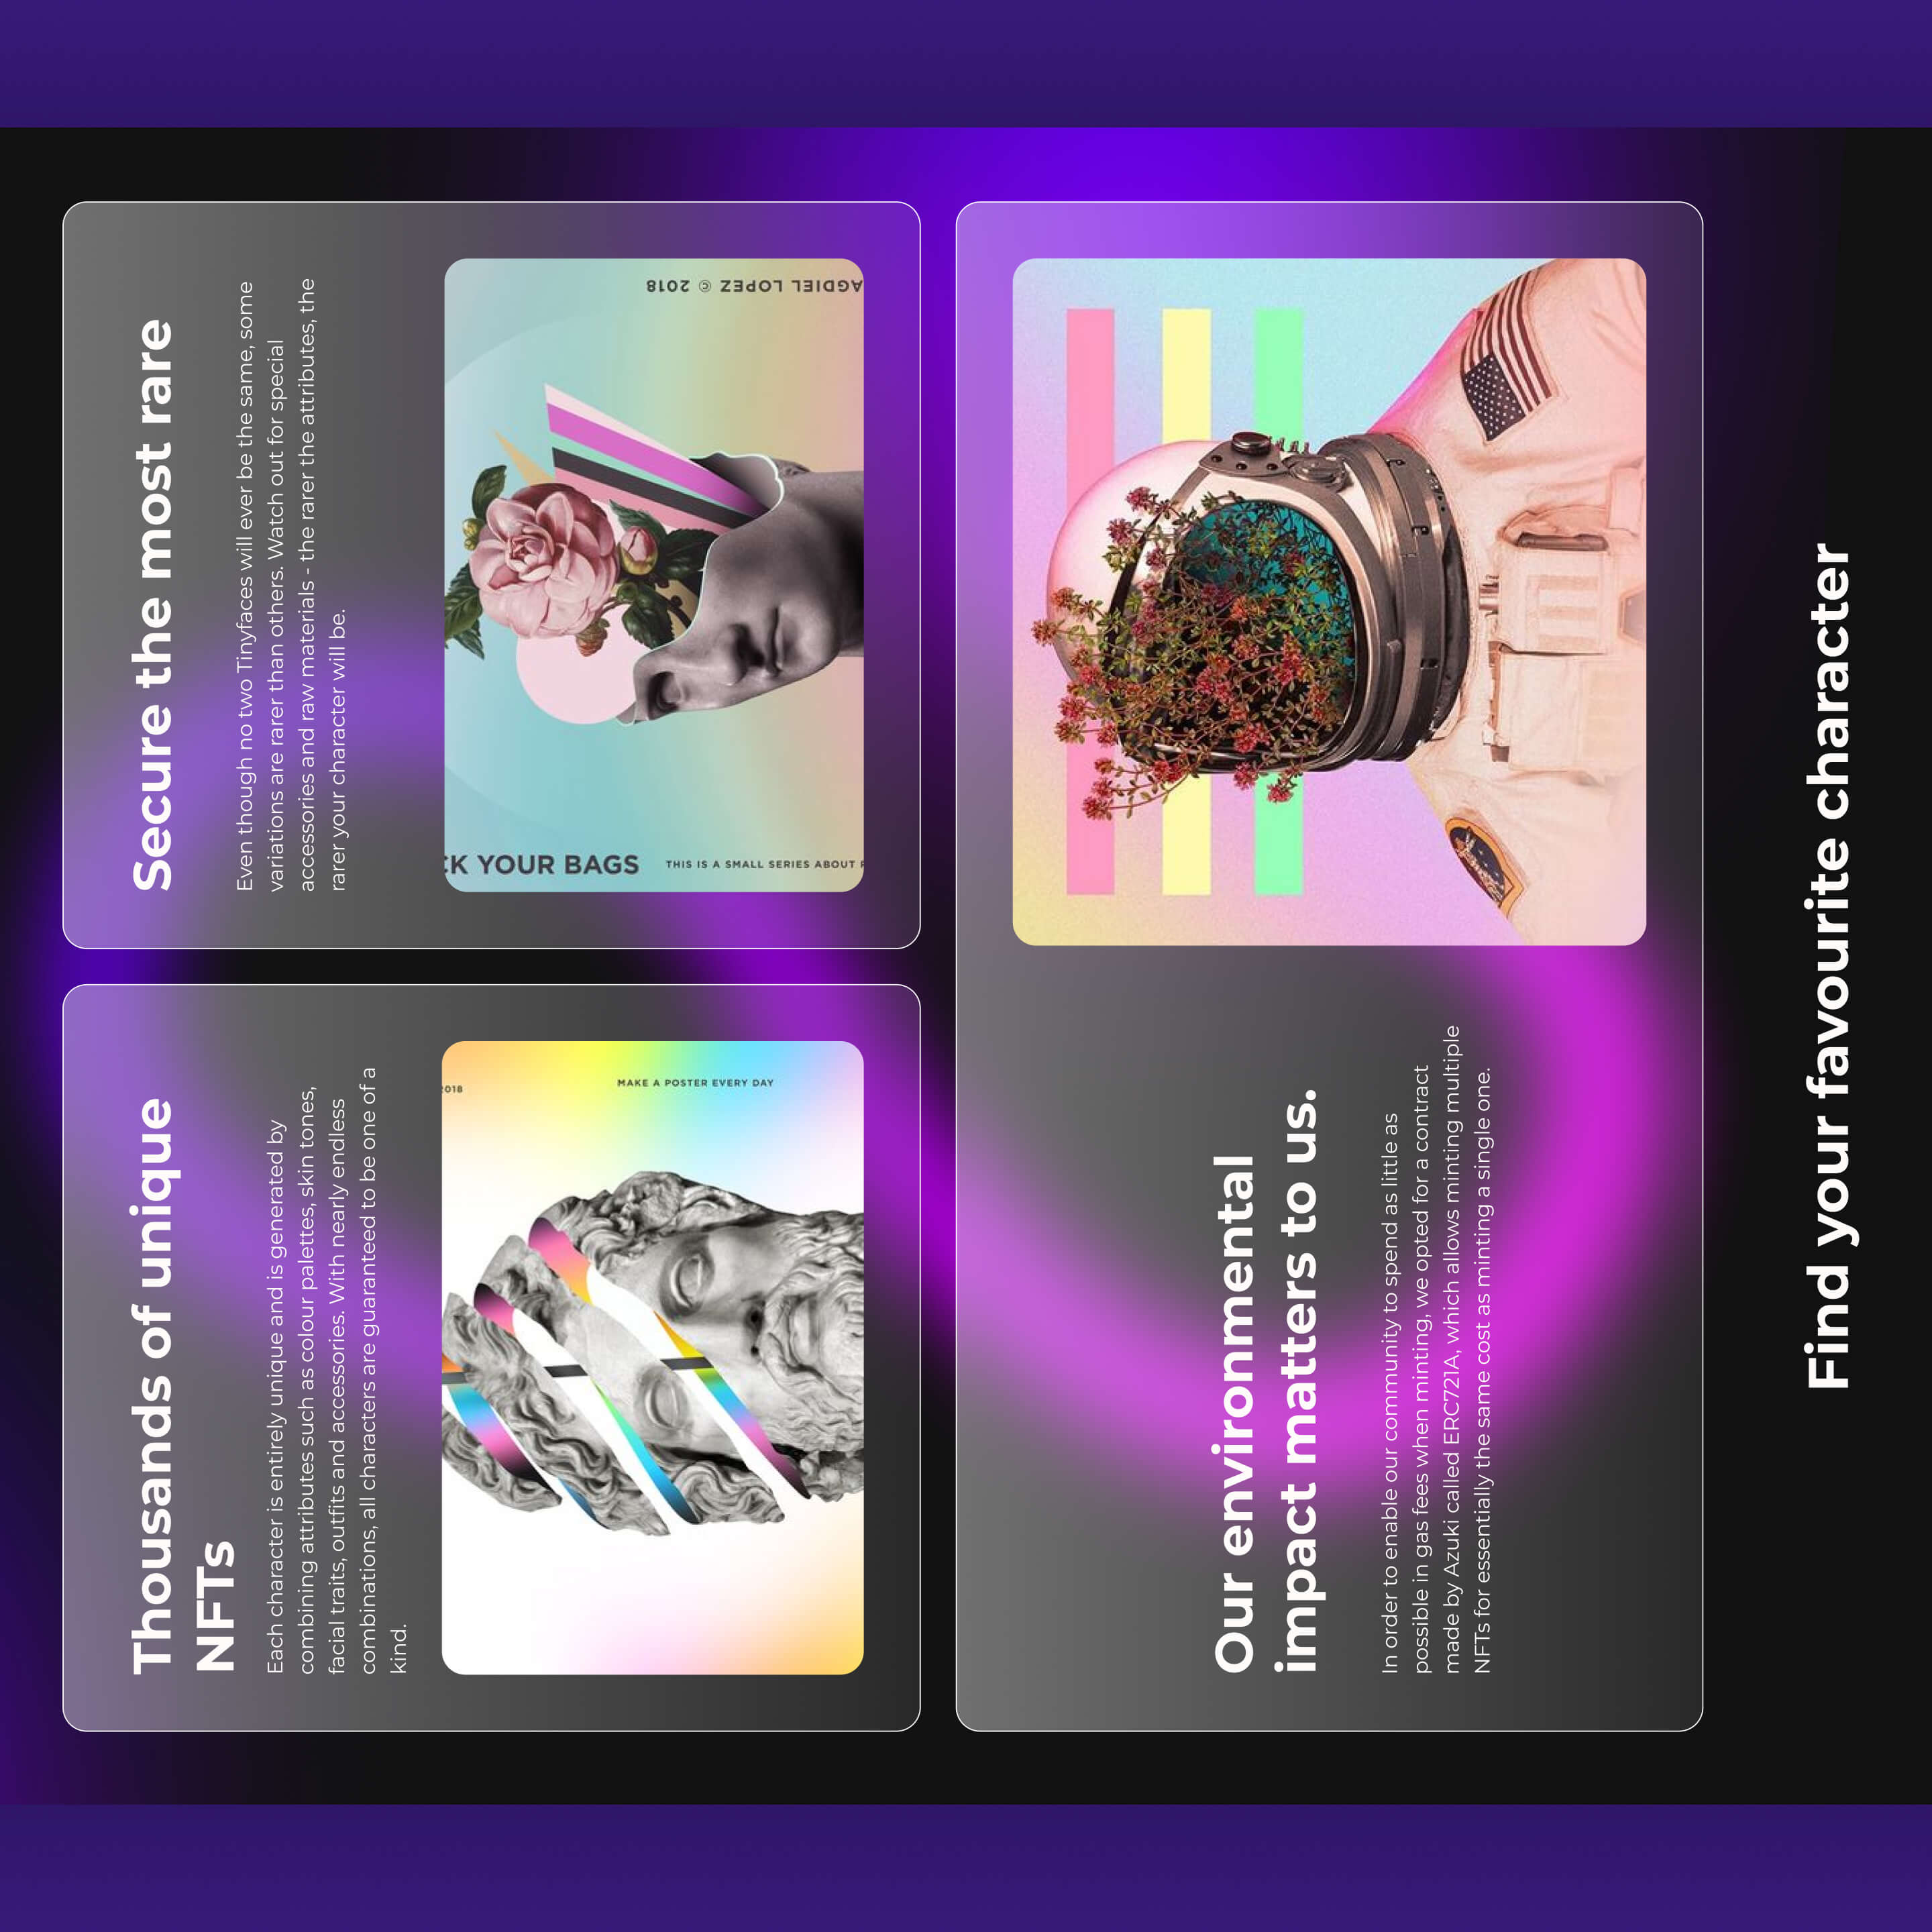 Thousands of unique
NFTs
Each character is entirely unique and is generated by
combining attributes such as colour palettes, skin tones,
facial traits, outfits and accessories. With nearly endless
combinations, all characters are guaranteed to be one of a
kind.
2018
MAKE A POSTER EVERY DAY
Secure the most rare
Even though no two Tinyfaces will ever be the same, some
variations are rarer than others. Watch out for special
accessories and raw materials - the rarer the attributes, the
rarer your character will be.
CK YOUR BAGS
THIS IS A SMALL SERIES ABOUT
AGDIEL LOPEZ © 2018
Our environmental
impact matters to us.
In order to enable our community to spend as little as
possible in gas fees when minting, we opted for a contract
made by Azuki called ERC721A, which allows minting multiple
NFTs for essentially the same cost as minting a single one.
Find your favourite character